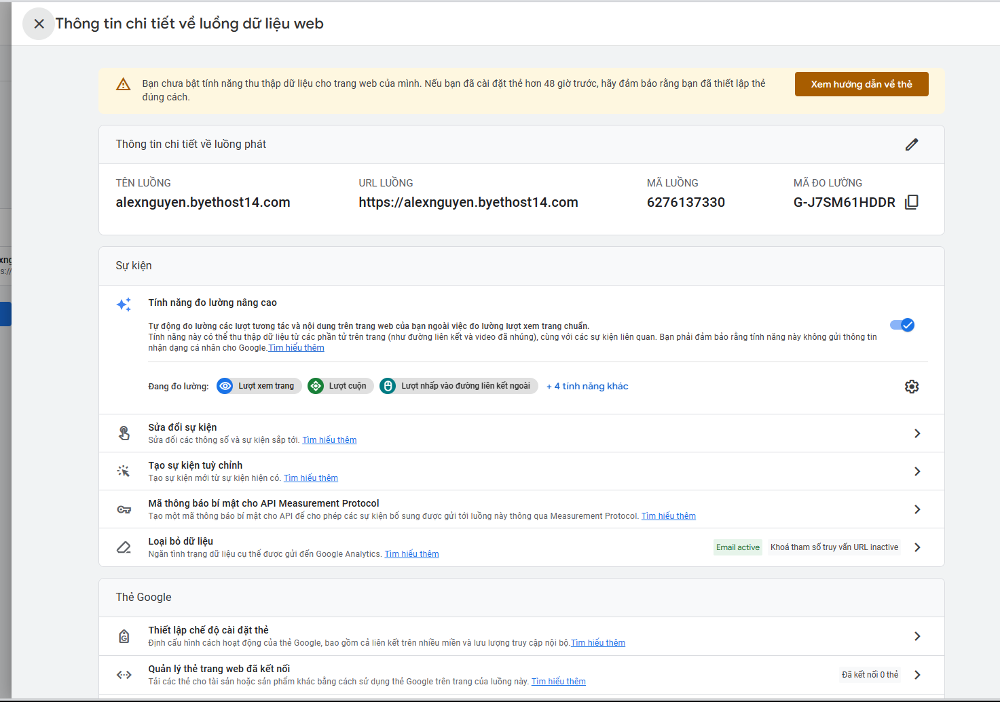 Thông tin chi tiết về luồng dữ liệu web
Bạn chưa bật tính năng thu thập dữ liệu cho trang web của mình. Nếu bạn đã cài đặt thẻ hơn 48 giờ trước, hãy đảm bảo rằng bạn đã thiết lập thẻ
đúng cách.
Xem hướng dẫn về thẻ
Thông tin chi tiết về luồng phát
TÊN LUỒNG
URL LUỒNG
MÃ LUỒNG
MÃ ĐO LƯỜNG
alexnguyen.byethost14.com
https://alexnguyen.byethost14.com
6276137330
G-J7SM61HDDR
xng
s://
Sự kiện
Tính năng đo lường nâng cao
Tự động đo lường các lượt tương tác và nội dung trên trang web của bạn ngoài việc đo lường lượt xem trang chuẩn.
Tính năng này có thể thu thập dữ liệu từ các phần tử trên trang (như đường liên kết và video đã nhúng), cùng với các sự kiện liên quan. Bạn phải đảm bảo rằng tính năng này không gửi thông tin
nhận dạng cá nhân cho Google.Tìm hiểu thêm
Đang đo lường:
Lượt xem trang
Lượt cuộn
Lượt nhấp vào đường liên kết ngoài
+ 4 tính năng khác
Sửa đổi sự kiện
Sửa đổi các thông số và sự kiện sắp tới. Tìm hiểu thêm
Tạo sự kiện tuỳ chỉnh
Tạo sự kiện mới từ sự kiện hiện có. Tìm hiểu thêm
Mã thông báo bí mật cho API Measurement Protocol
Tạo một mã thông báo bí mật cho API để cho phép các sự kiện bổ sung được gửi tới luồng này thông qua Measurement Protocol. Tìm hiểu thêm
Loại bỏ dữ liệu
Ngăn tình trạng dữ liệu cụ thể được gửi đến Google Analytics. Tìm hiểu thêm
Email active
Khoá tham số truy vấn URL inactive
Thẻ Google
Thiết lập chế độ cài đặt thẻ
Định cấu hình cách hoạt động của thẻ Google, bao gồm cả liên kết trên nhiều miền và lưu lượng truy cập nội bộ.Tìm hiểu thêm
Quản lý thẻ trang web đã kết nối
Tải các thẻ cho tài sản hoặc sản phẩm khác bằng cách sử dụng thẻ Google trên trang của luồng này. Tìm hiểu thêm
Đã kết nối 0 thẻ